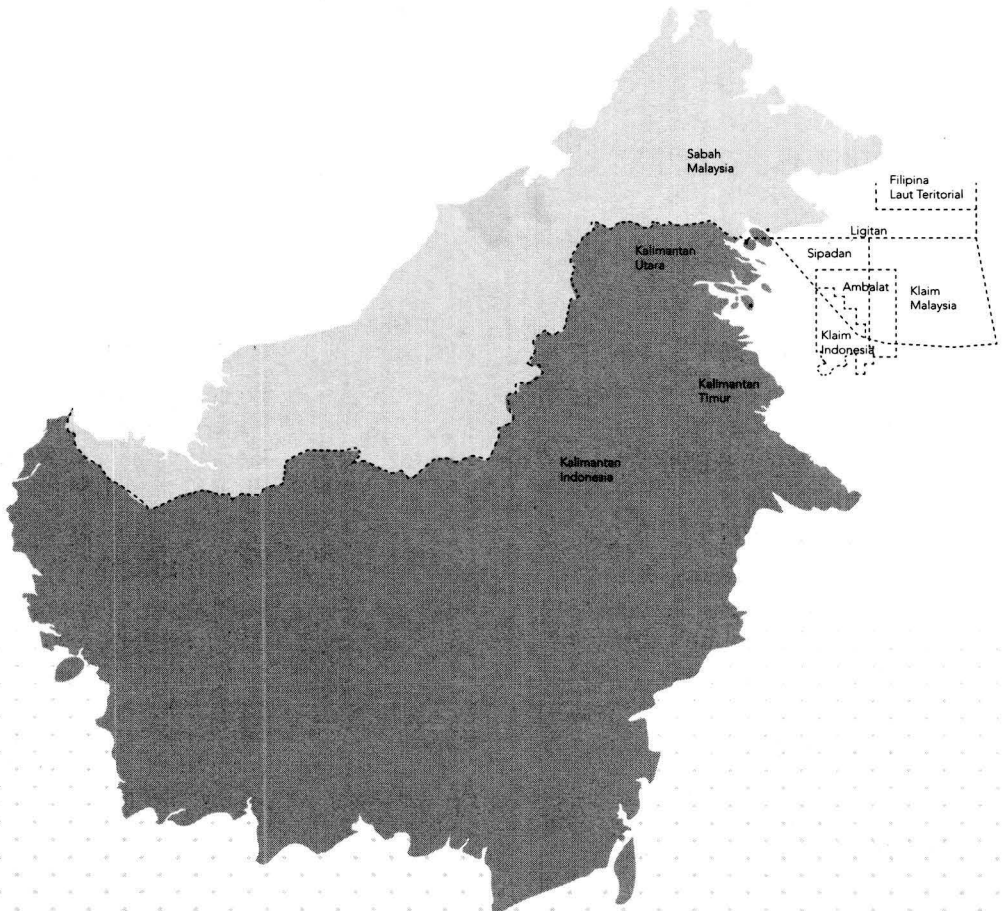 Sabah
Malaysia
Filipina
Laut Teritorial
Ligitan
Kalimantan
Utara
Sipadan
Ambalat
Klaim
Malaysia
Klaim
Indonesia
Kalimantan
Timur
Kalimantan
Indonesia